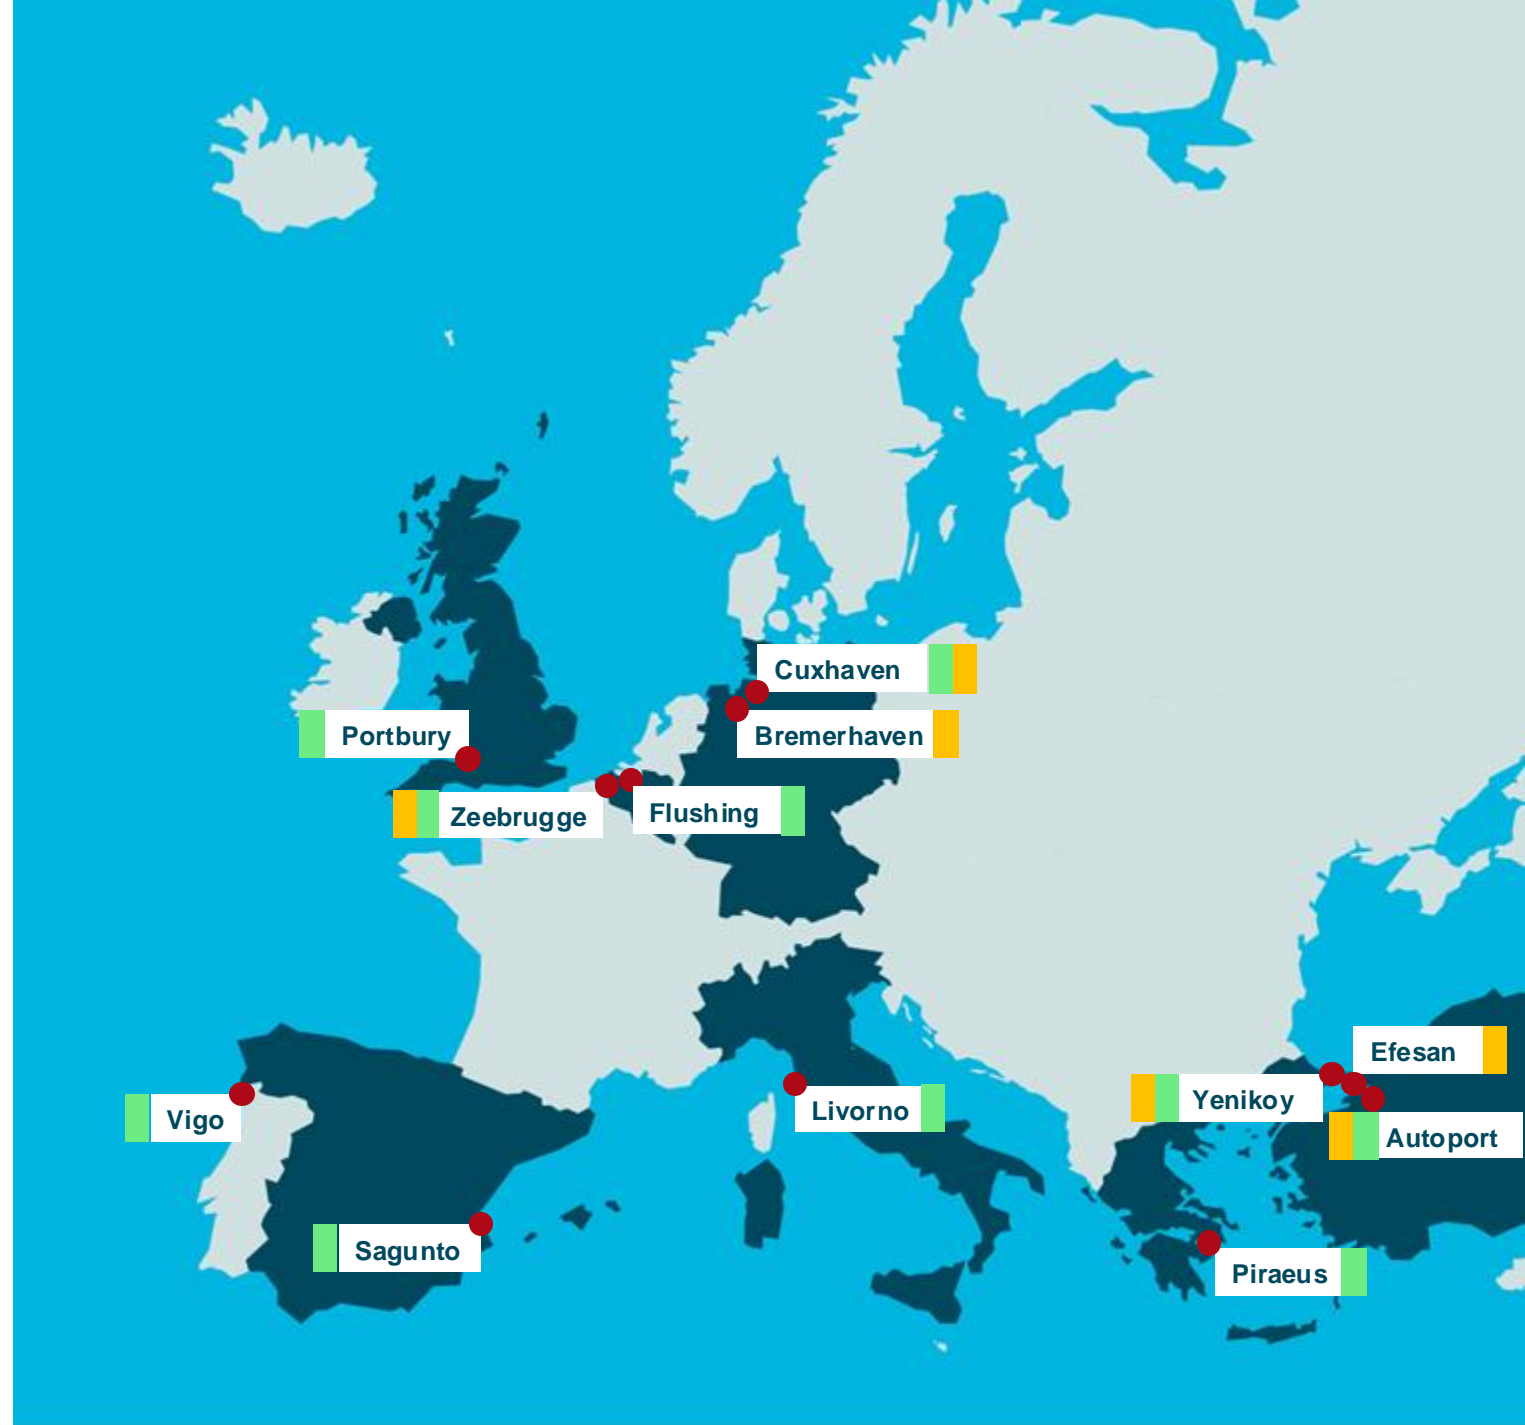 Cuxhaven
Portbury
Bremerhaven
Zeebrugge
Flushing
Efesan
Yenikoy
Vigo
Livorno
Autoport
Sagunto
Piraeus